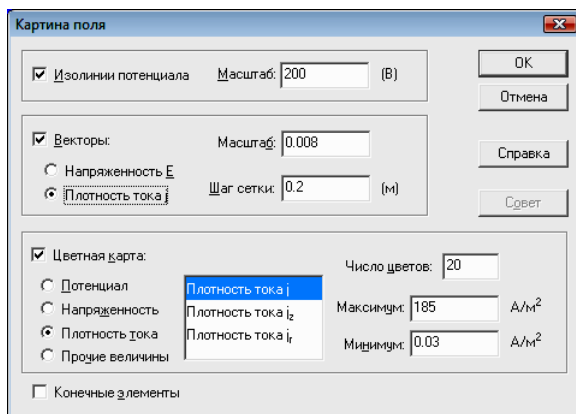 Картина поля
Изолинии потенциала Масштаб: 200 (В)
OK
Отмена
Векторы: Масштаб: 0.008
Напряженность E
Плотность тока j
Шаг сетки: 0.2 (м)
Справка
Совет
Цветная карта:
Число цветов: 20
Потенциал
Напряженность
Плотность тока
Прочие величины
Плотность тока j
Плотность тока jz
Плотность тока jr
Максимум: 185 А/м²
Минимум: 0.03 А/м²
Конечные элементы